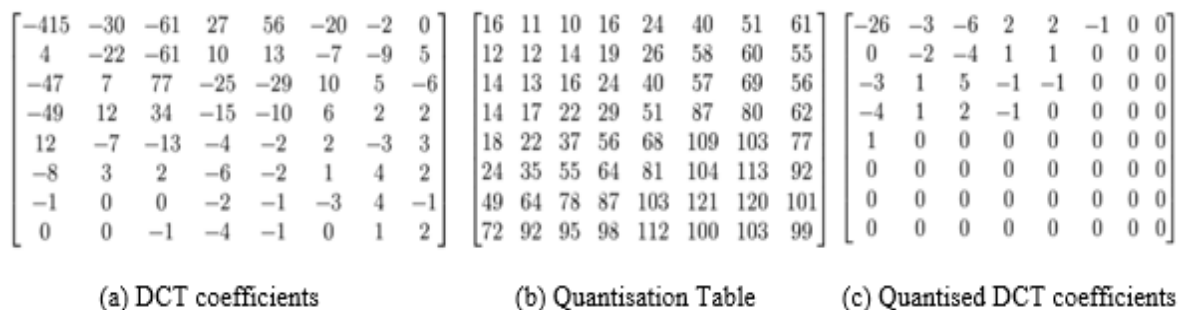 -415 -30 -61 27 56 -20 -2 0 16 11 10 16 24 40 51 61 -26 -3 -6 2 2 -1 0 0
4 -22 -61 10 13 -7 -9 5 12 12 14 19 26 58 60 55 0 -2 -4 1 1 0 0 0
-47 7 77 -25 -29 10 5 -6 14 13 16 24 40 57 69 56 -3 1 5 -1 -1 0 0 0
-49 12 34 -15 -10 6 2 2 14 17 22 29 51 87 80 62 -4 1 2 -1 0 0 0 0
12 -7 -13 -4 -2 2 -3 3 18 22 37 56 68 109 103 77 1 0 0 0 0 0 0 0
-8 3 2 -6 -2 1 4 2 24 35 55 64 81 104 113 92 0 0 0 0 0 0 0 0
-1 0 0 -2 -1 -3 4 -1 49 64 78 87 103 121 120 101 0 0 0 0 0 0 0 0
0 0 -1 -4 -1 0 1 2 72 92 95 98 112 100 103 99 0 0 0 0 0 0 0 0
(a) DCT coefficients (b) Quantisation Table (c) Quantised DCT coefficients